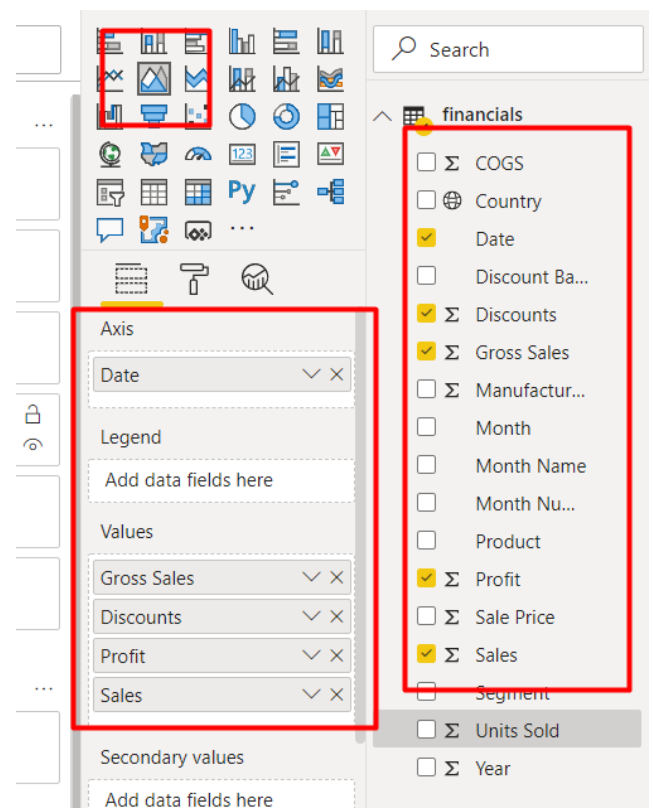 123
Py
...
Axis
Date
Legend
Add data fields here
Values
Gross Sales
Discounts
Profit
Sales
Secondary values
Add data fields here
Search
financials
Σ COGS
Country
Date
Discount Ba...
Σ Discounts
Σ Gross Sales
Σ Manufactur...
Month
Month Name
Month Nu...
Product
Σ Profit
Σ Sale Price
Σ Sales
Segment
Σ Units Sold
Σ Year